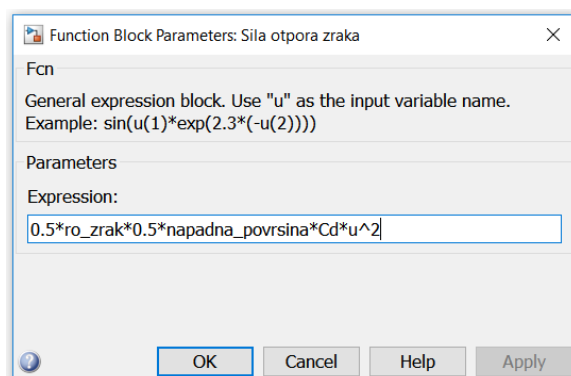 Function Block Parameters: Sila otpora zraka
Fcn
General expression block. Use "u" as the input variable name.
Example: sin(u(1)*exp(2.3*(-u(2))))
Parameters
Expression:
0.5*ro_zrak*0.5*napadna_povrsina*Cd*u^2
OK Cancel Help Apply